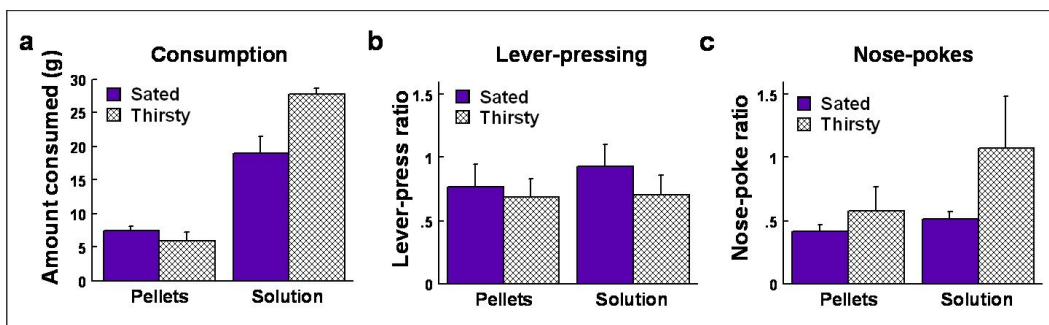 a
Consumption
Amount consumed (g)
30
25
20
15
10
5
0
Sated
Thirsty
Pellets Solution
b
Lever-pressing
Lever-press ratio
1.5
1
.5
0
Sated
Thirsty
Pellets Solution
c
Nose-pokes
Nose-poke ratio
1.5
1
.5
0
Sated
Thirsty
Pellets Solution